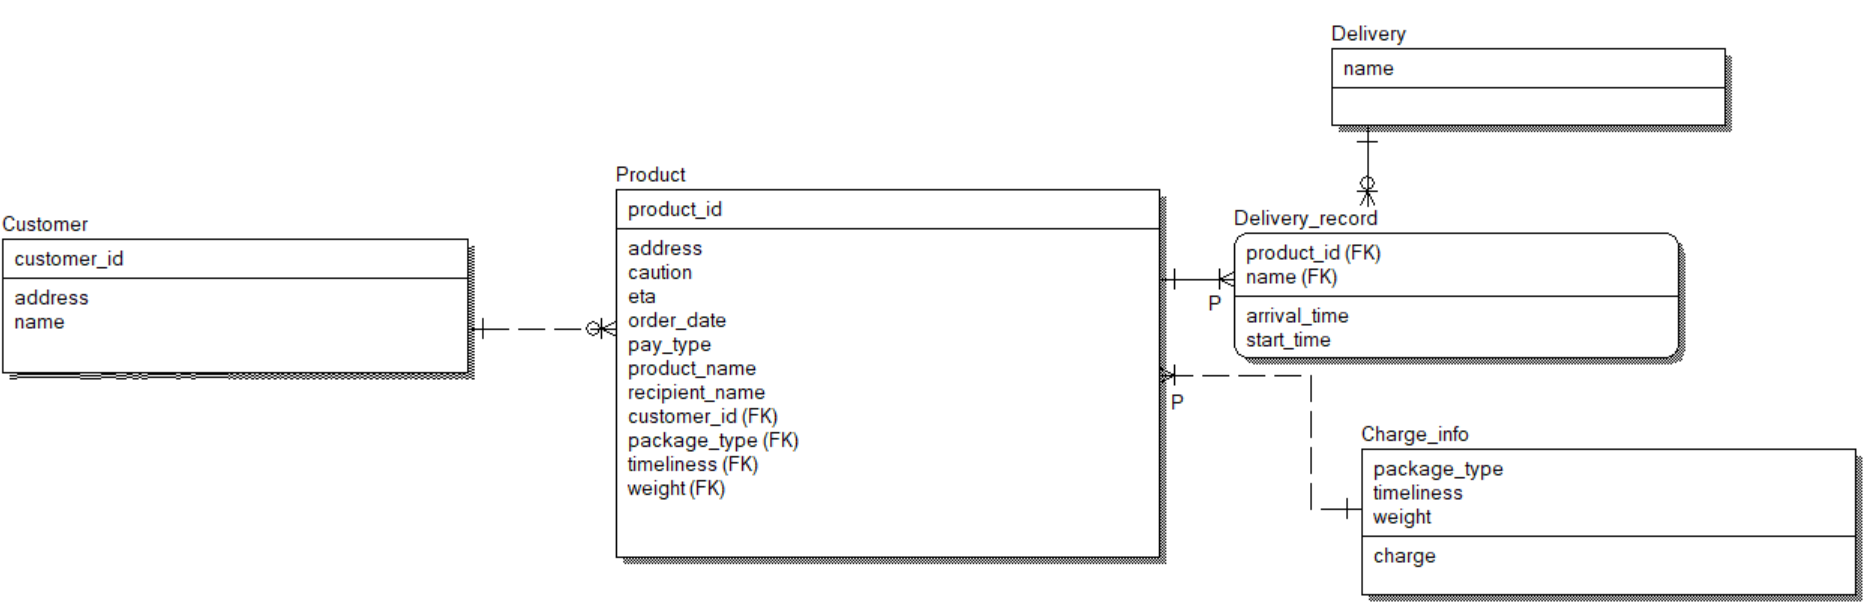 Customer
customer_id
address
name
Product
product_id
address
caution
eta
order_date
pay_type
product_name
recipient_name
customer_id (FK)
package_type (FK)
timeliness (FK)
weight (FK)
Delivery
name
Delivery_record
product_id (FK)
name (FK)
arrival_time
start_time
P
P
Charge_info
package_type
timeliness
weight
charge